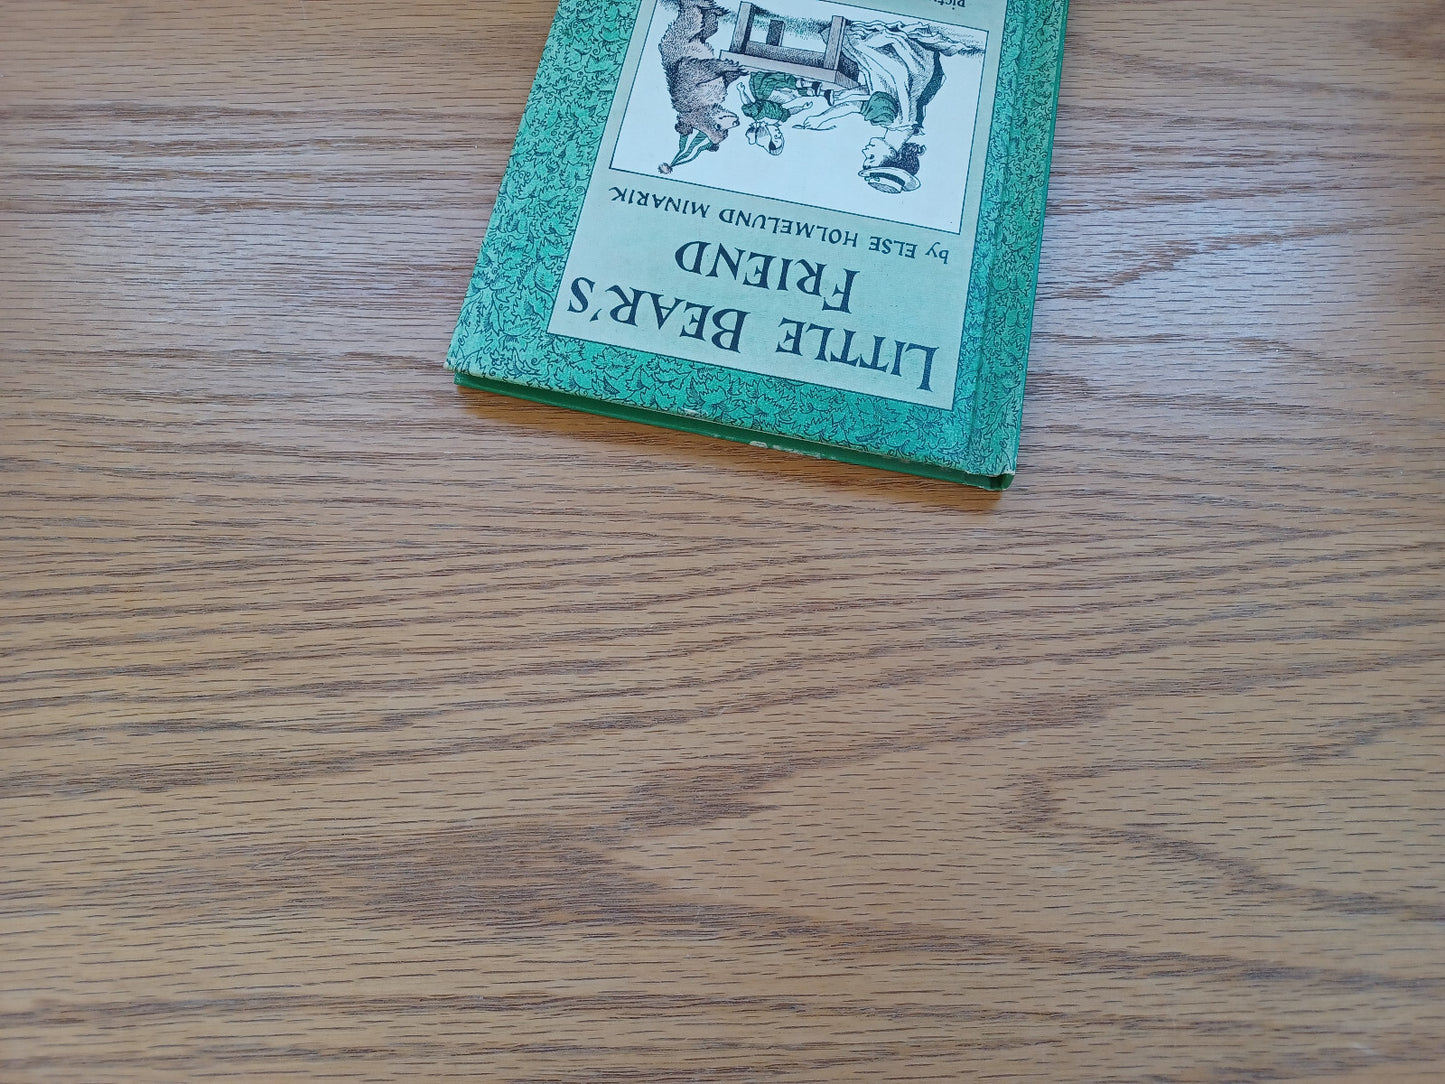 LITTLE BEAR'S
FRIEND
by ELSE HOLMELUND MINARIK